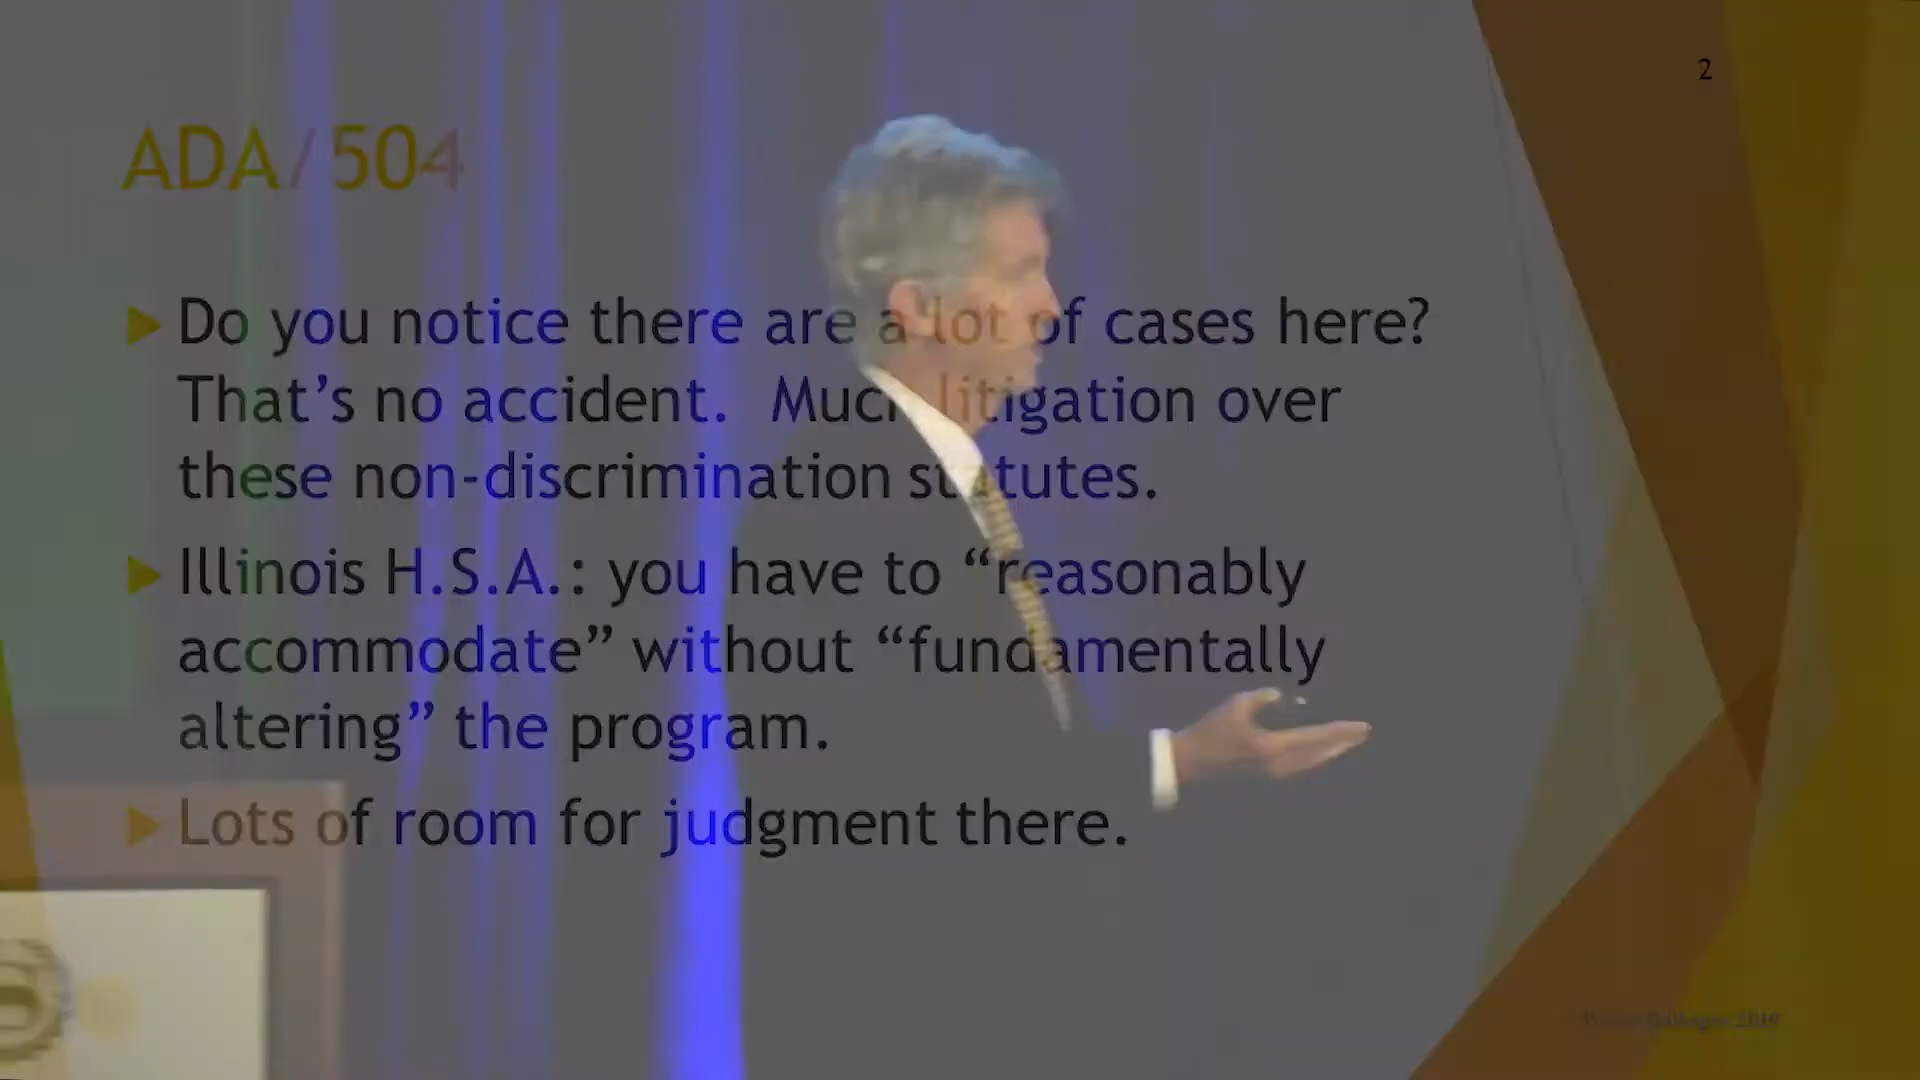 2
ADA/504
Do you notice there are a lot of cases here?
That’s no accident.  Much litigation over
these non-discrimination statutes.
Illinois H.S.A.: you have to “reasonably
accommodate” without “fundamentally
altering” the program.
Lots of room for judgment there.
2019